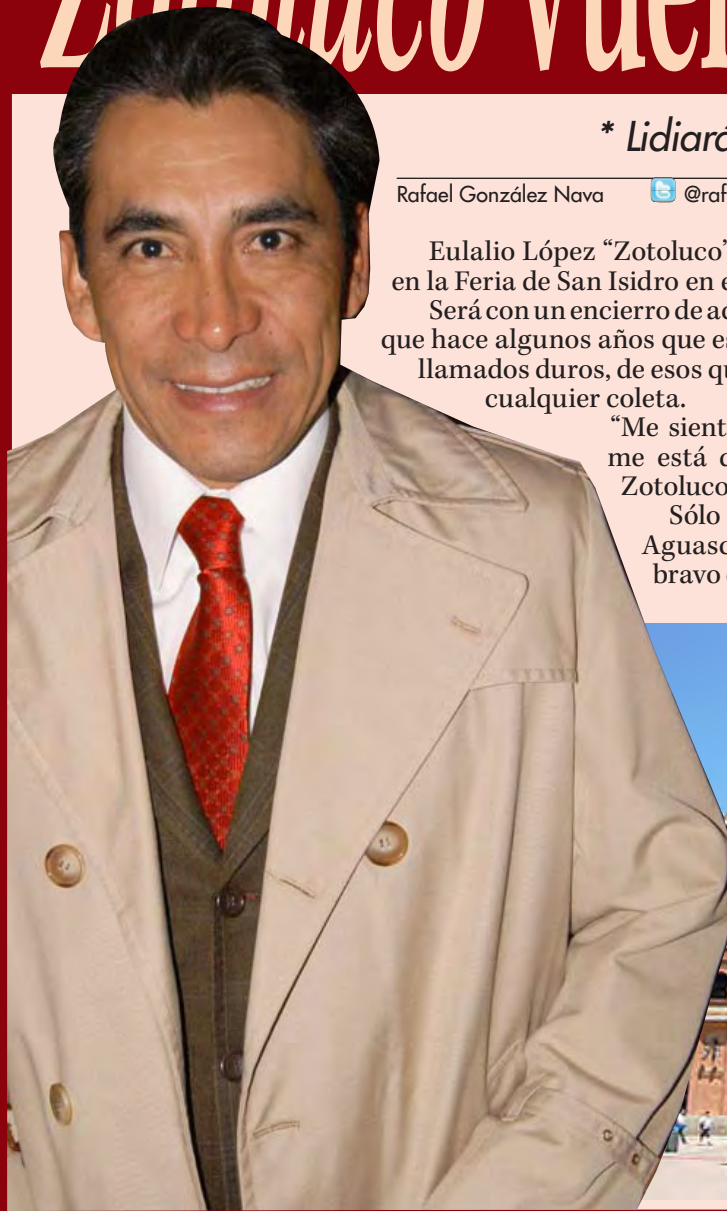 Zotoluco
* Lidiará
Rafael González Nava @raf
Eulalio López “Zotoluco”
en la Feria de San Isidro en e
Será con un encierro de ad
que hace algunos años que es
llamados duros, de esos qu
cualquier coleta.
“Me sient
me está d
Zotoluco
Sólo
Aguasc
bravo